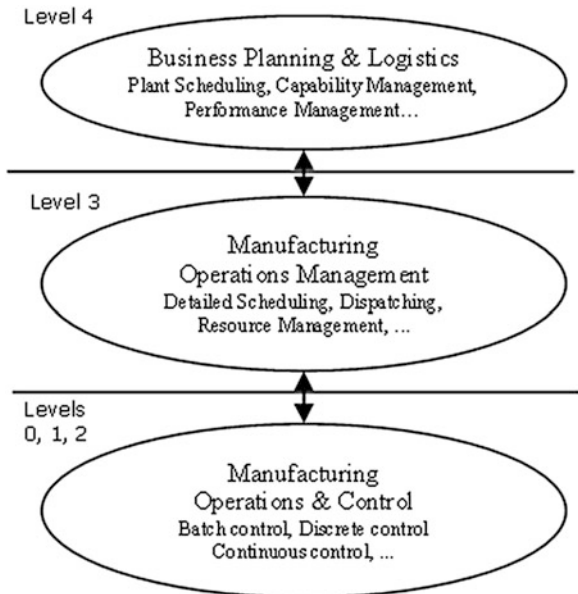 Level 4
Business Planning & Logistics
Plant Scheduling, Capability Management,
Performance Management...
Level 3
Manufacturing
Operations Management
Detailed Scheduling, Dispatching,
Resource Management, ...
Levels
0, 1, 2
Manufacturing
Operations & Control
Batch control, Discrete control
Continuous control, ...